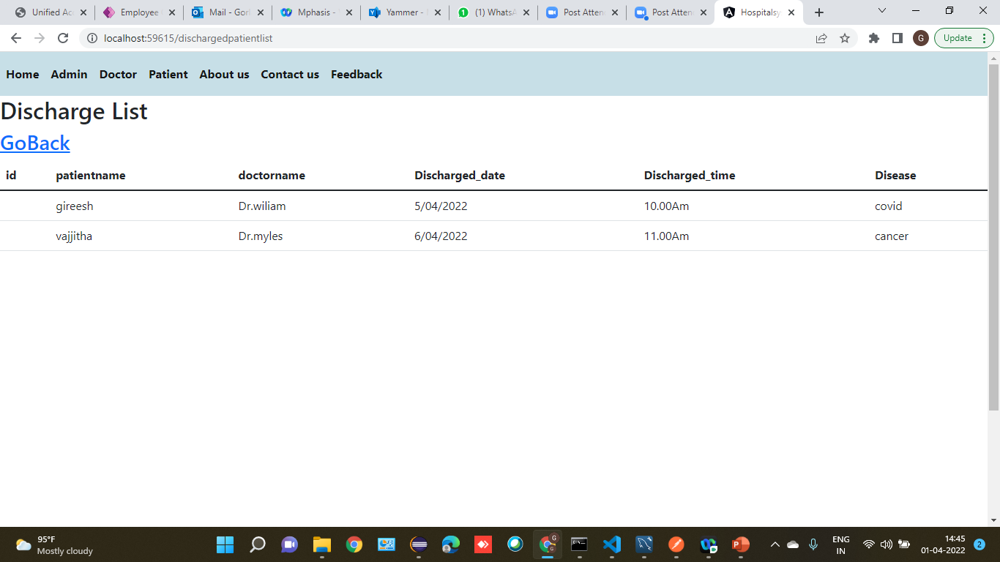 Unified Ac
Employee
Mail - Gor
Mphasis -
Yammer -
(1) WhatsA
Post Atten
Post Atten
Hospitalsy
localhost:59615/dischargedpatientlist
G
Update
Home Admin Doctor Patient About us Contact us Feedback
Discharge List
GoBack
id patientname doctorname Discharged_date Discharged_time Disease
gireesh Dr.wiliam 5/04/2022 10.00Am covid
vajjitha Dr.myles 6/04/2022 11.00Am cancer
95°F
Mostly cloudy
ENG
IN
14:45
01-04-2022
2